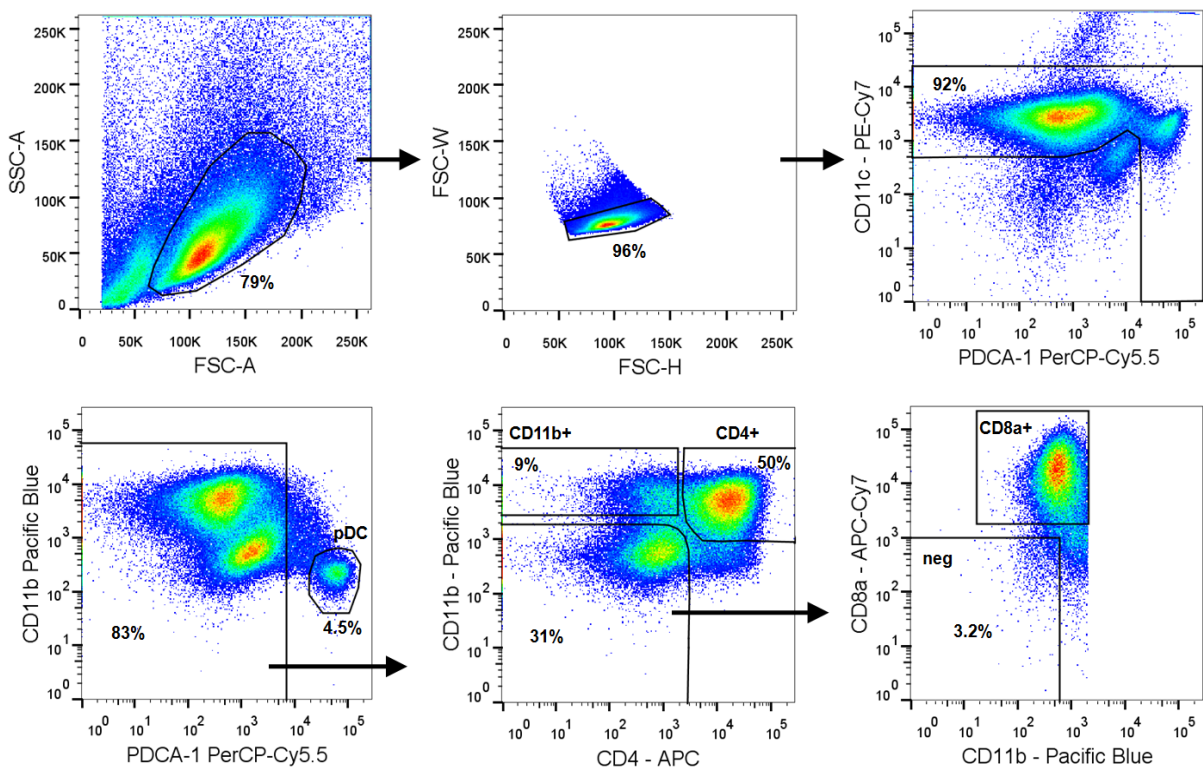 250K
200K
150K
100K
50K
0
SSC-A
79%
0 50K 100K 150K 200K 250K
FSC-A
250K
200K
150K
100K
50K
0
FSC-W
96%
0 50K 100K 150K 200K 250K
FSC-H
10^5
10^4
10^3
10^2
10^1
10^0
CD11c - PE-Cy7
92%
10^0 10^1 10^2 10^3 10^4 10^5
PDCA-1 PerCP-Cy5.5
10^5
10^4
10^3
10^2
10^1
10^0
CD11b Pacific Blue
pDC
83%
4.5%
10^0 10^1 10^2 10^3 10^4 10^5
PDCA-1 PerCP-Cy5.5
10^5
10^4
10^3
10^2
10^1
10^0
CD11b - Pacific Blue
CD11b+ CD4+
9% 50%
31%
10^0 10^1 10^2 10^3 10^4 10^5
CD4 - APC
10^5
10^4
10^3
10^2
10^1
10^0
CD8a - APC-Cy7
CD8a+
neg
3.2%
10^0 10^1 10^2 10^3 10^4 10^5
CD11b - Pacific Blue